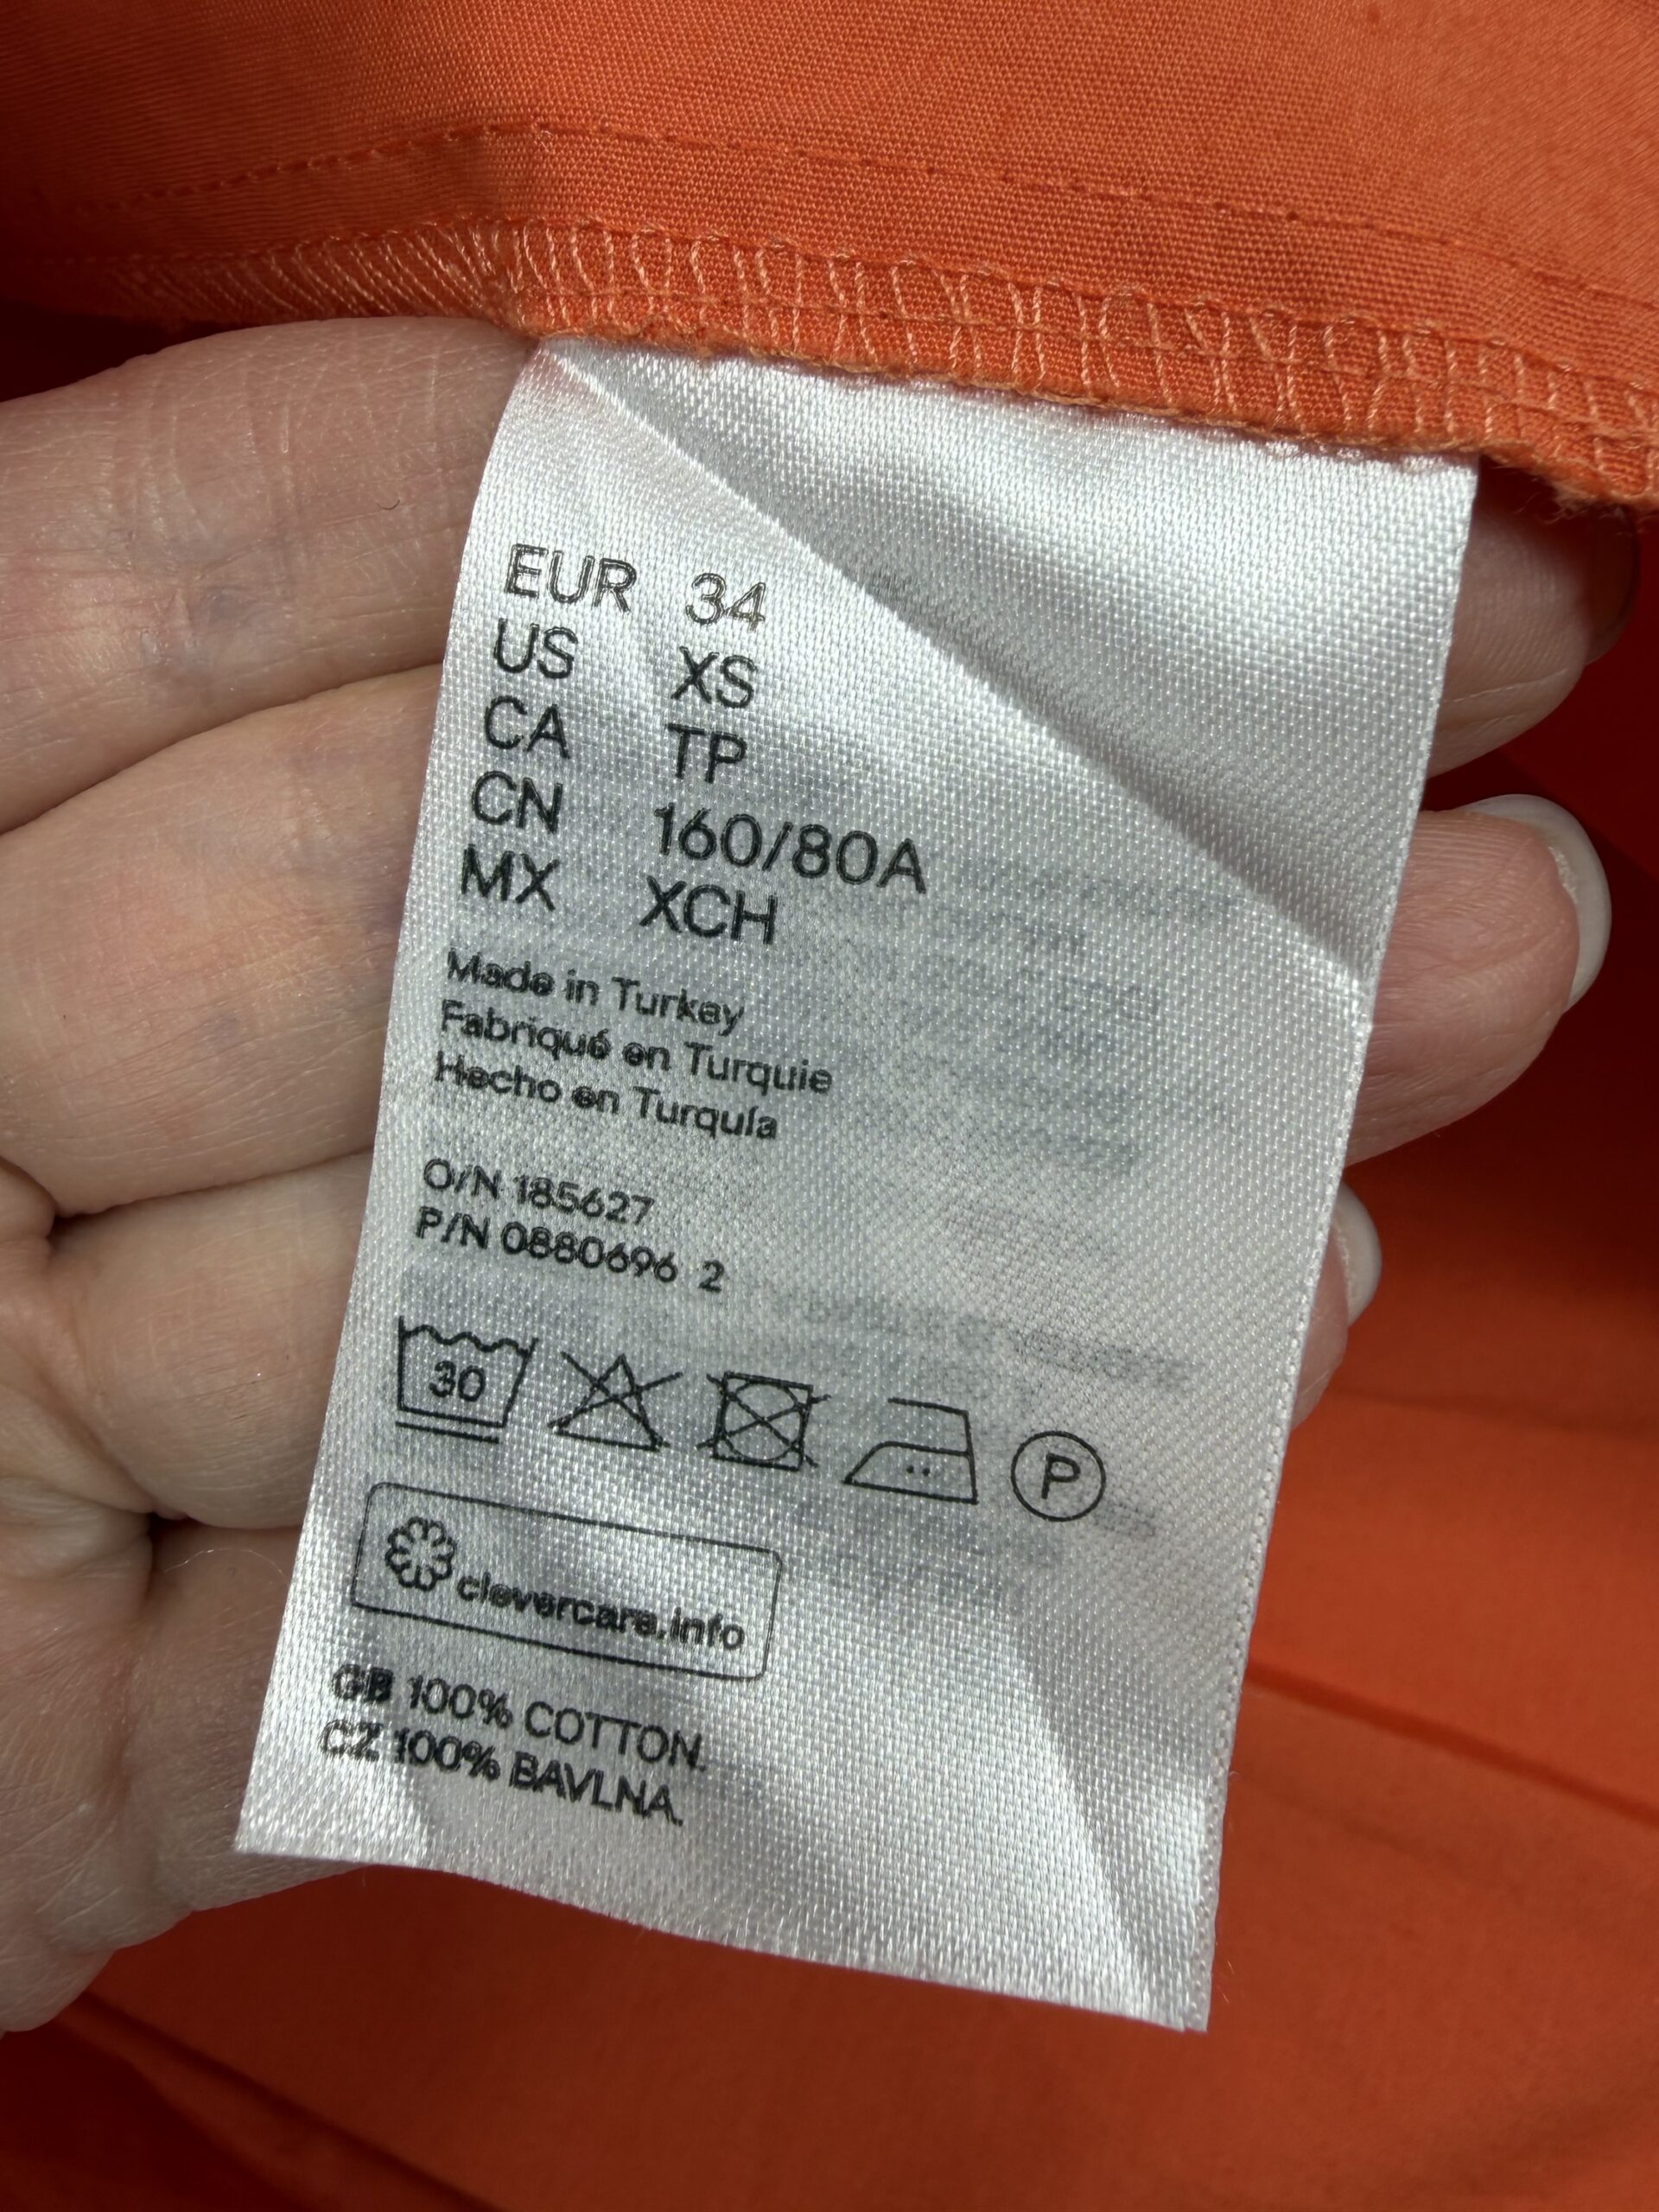 EUR 34
US XS
CA TP
CN 160/80A
MX XCH
Made in Turkey
Fabriqué en Turquie
Hecho en Turquía
O/N 185627
P/N 0880696 2
30
P
clevercare.info
GB 100% COTTON.
CZ 100% BAVLNA.